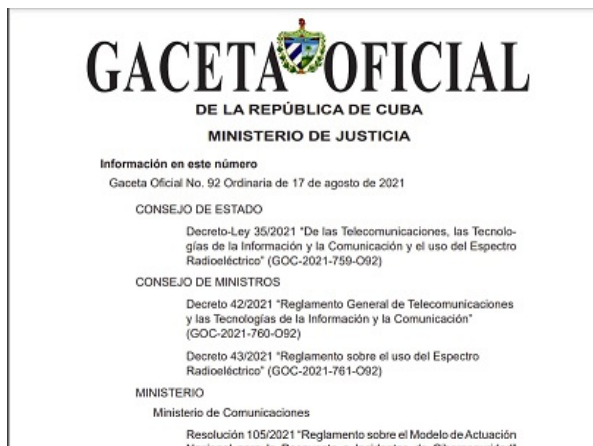 GACETA OFICIAL
DE LA REPÚBLICA DE CUBA
MINISTERIO DE JUSTICIA
Información en este número
Gaceta Oficial No. 92 Ordinaria de 17 de agosto de 2021
CONSEJO DE ESTADO
Decreto-Ley 35/2021 “De las Telecomunicaciones, las Tecnolo-
gías de la Información y la Comunicación y el uso del Espectro
Radioeléctrico” (GOC-2021-759-O92)
CONSEJO DE MINISTROS
Decreto 42/2021 “Reglamento General de Telecomunicaciones
y las Tecnologías de la Información y la Comunicación”
(GOC-2021-760-O92)
Decreto 43/2021 “Reglamento sobre el uso del Espectro
Radioeléctrico” (GOC-2021-761-O92)
MINISTERIO
Ministerio de Comunicaciones
Resolución 105/2021 “Reglamento sobre el Modelo de Actuación